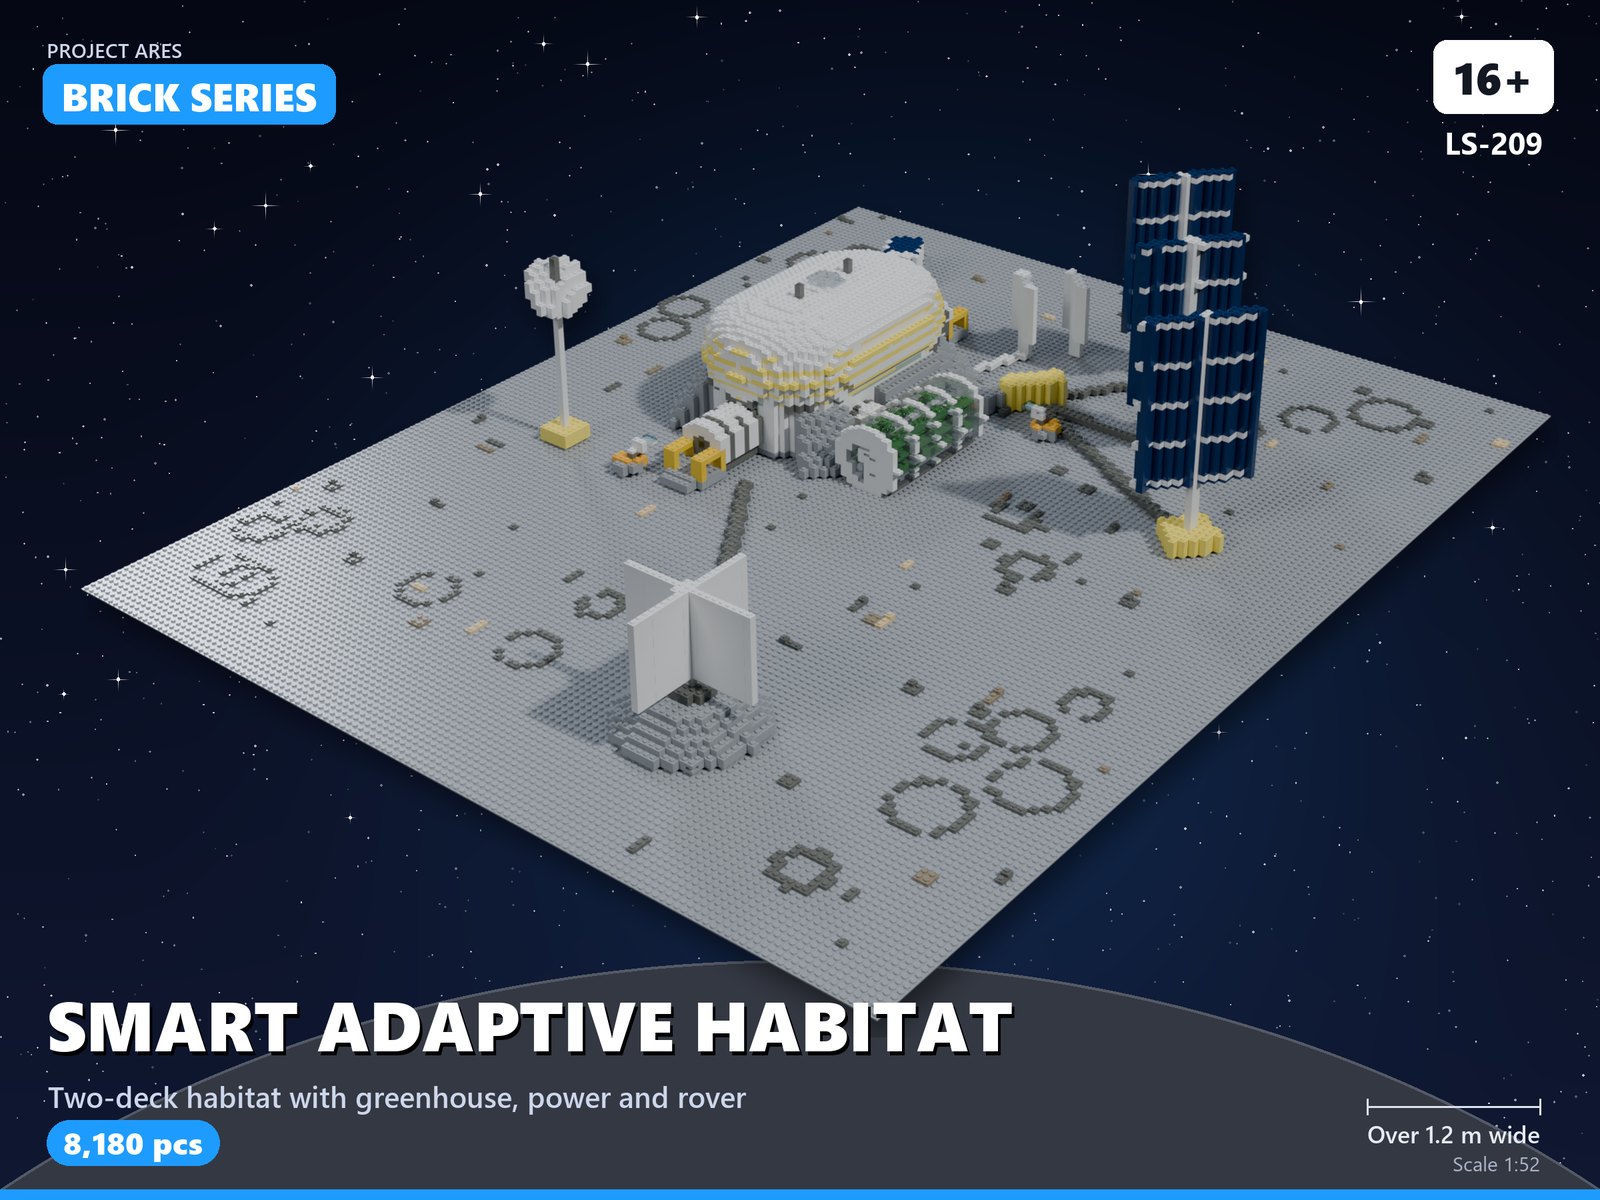 PROJECT ARES
BRICK SERIES
16+
LS-209
SMART ADAPTIVE HABITAT
Two-deck habitat with greenhouse, power and rover
8,180 pcs
Over 1.2 m wide
Scale 1:52